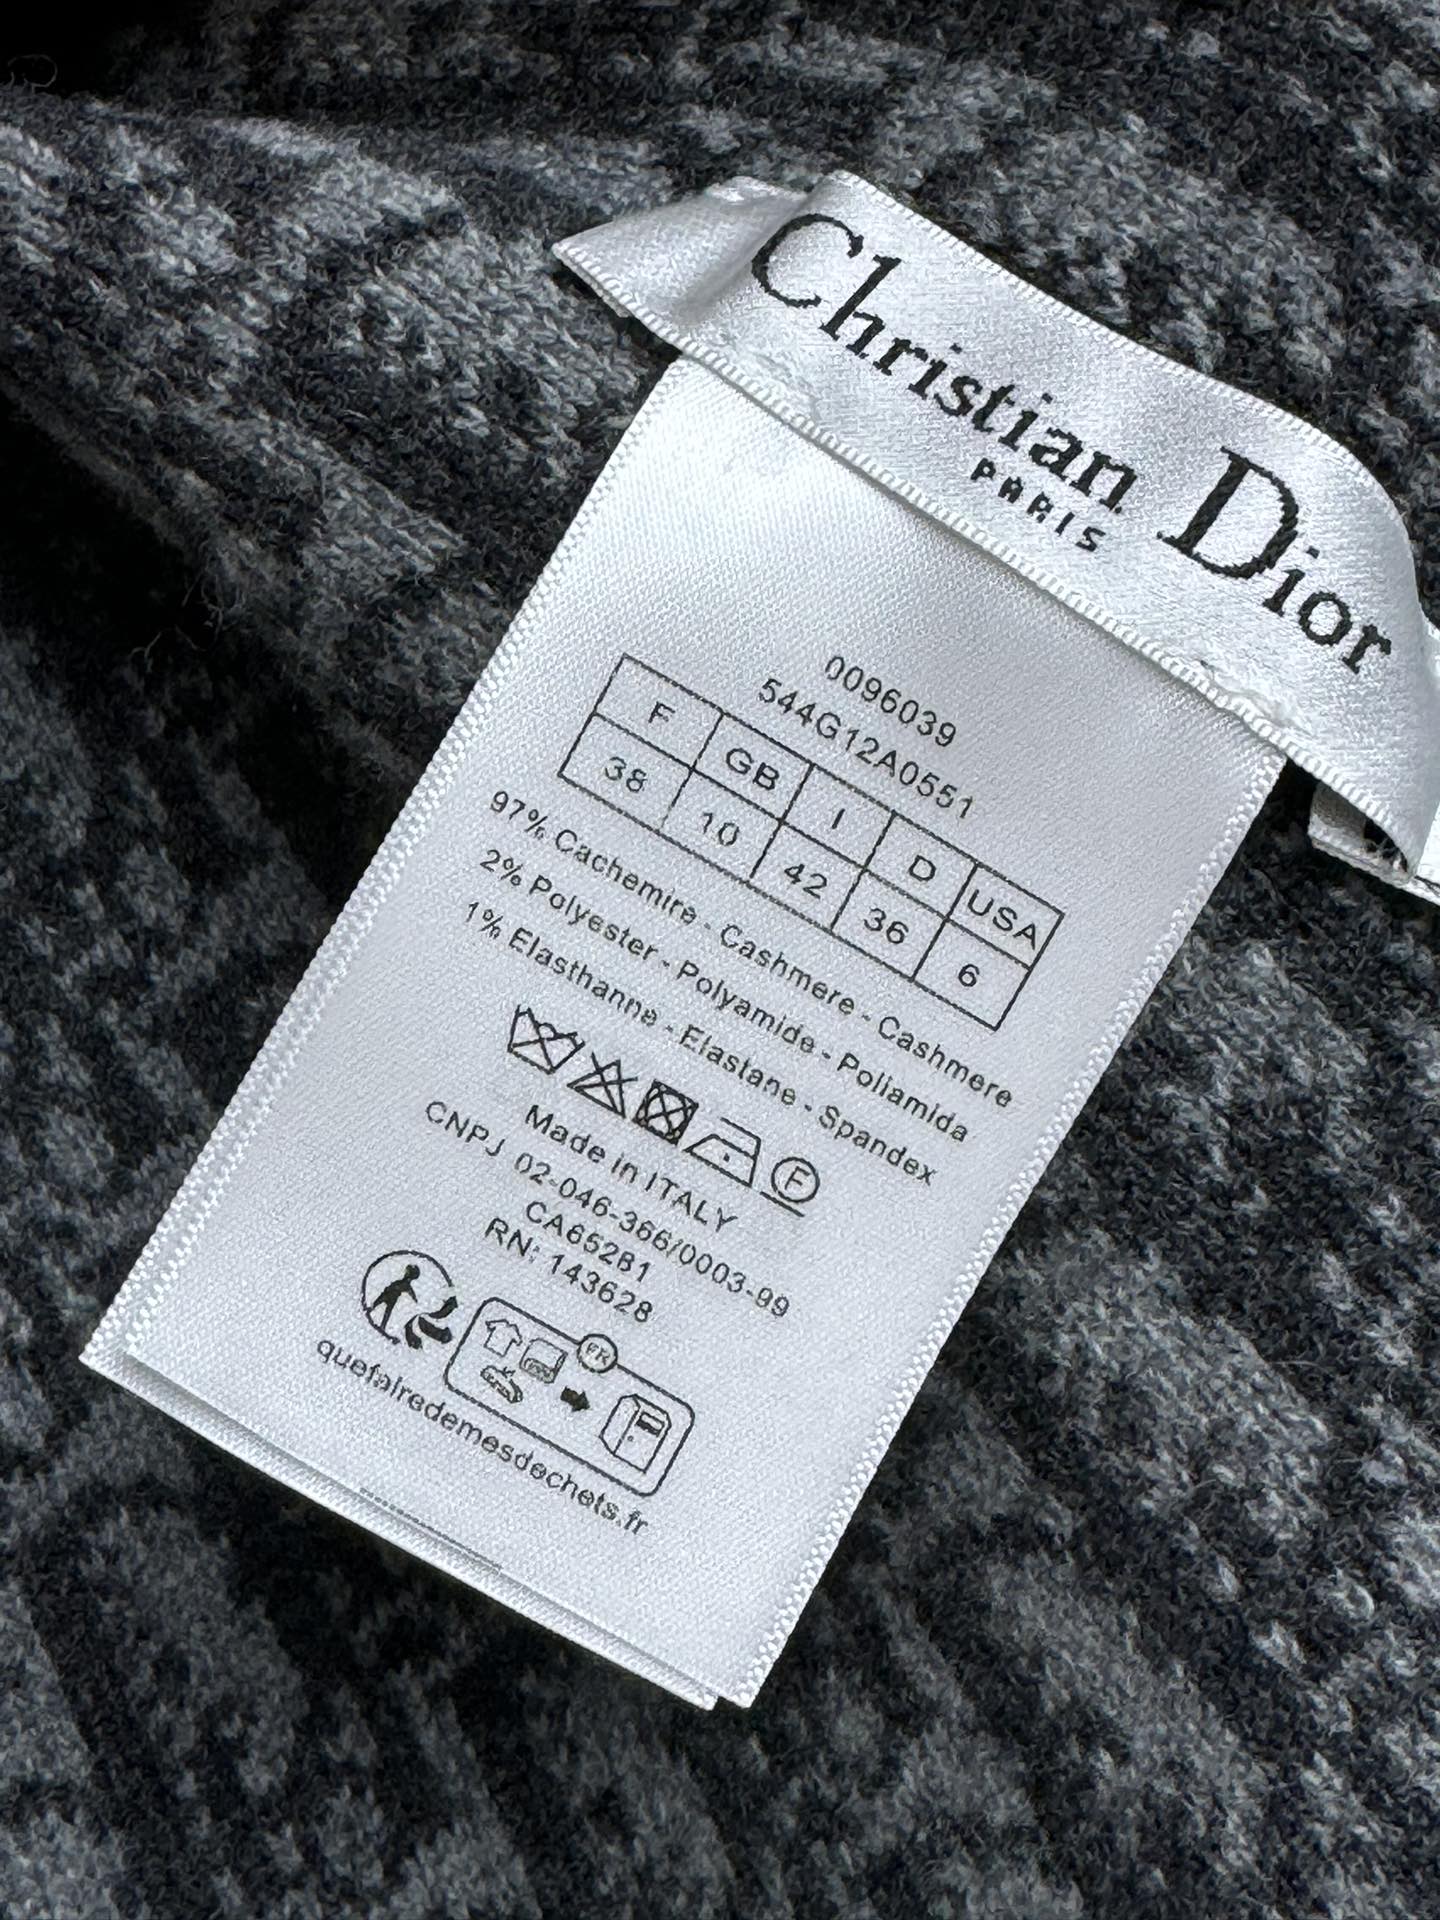 Christian Dior
PARIS
0096039
544G12A0551
F GB I D USA
38 10 42 36 6
97% Cachemire - Cashmere - Cashmere
2% Polyester - Polyamide - Poliamida
1% Elasthanne - Elastane - Spandex
F
Made in ITALY
CNPJ 02-046-366/0003-99
CA65281
RN: 143628
FR
quefairedemesdechets.fr